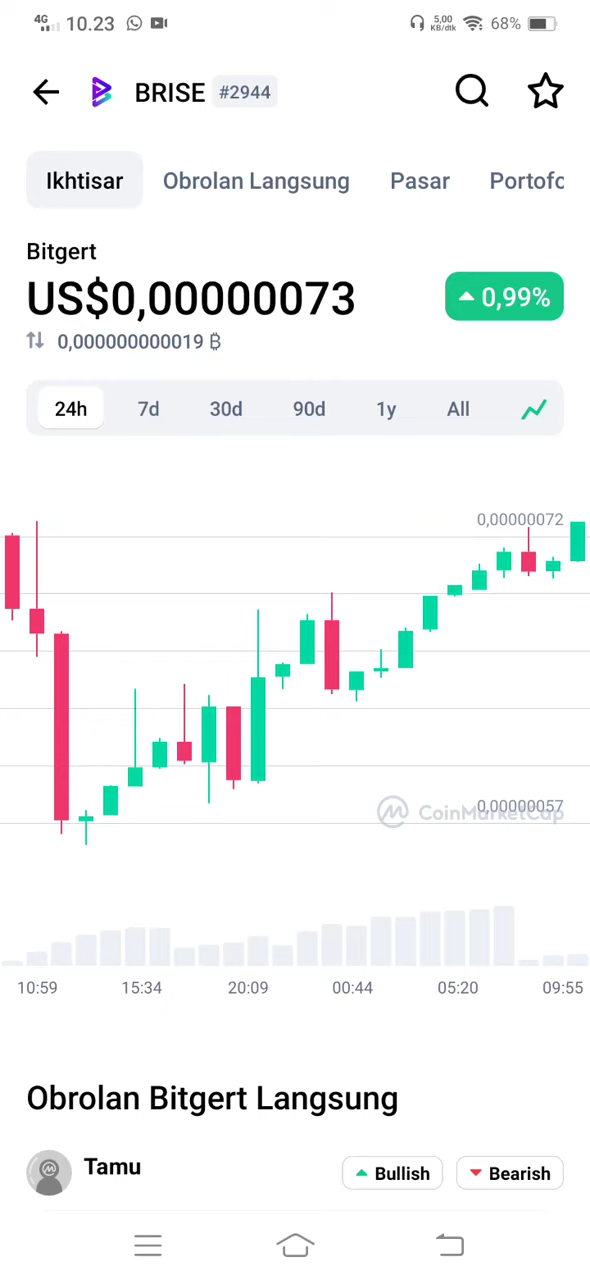 4G 10.23 5,00 KB/dtk 68%
BRISE #2944
Ikhtisar Obrolan Langsung Pasar Portofo
Bitgert
US$0,00000073 0,99%
0,000000000019 ₿
24h 7d 30d 90d 1y All
0,00000072
0,00000057
CoinMarketCap
10:59 15:34 20:09 00:44 05:20 09:55
Obrolan Bitgert Langsung
Tamu Bullish Bearish